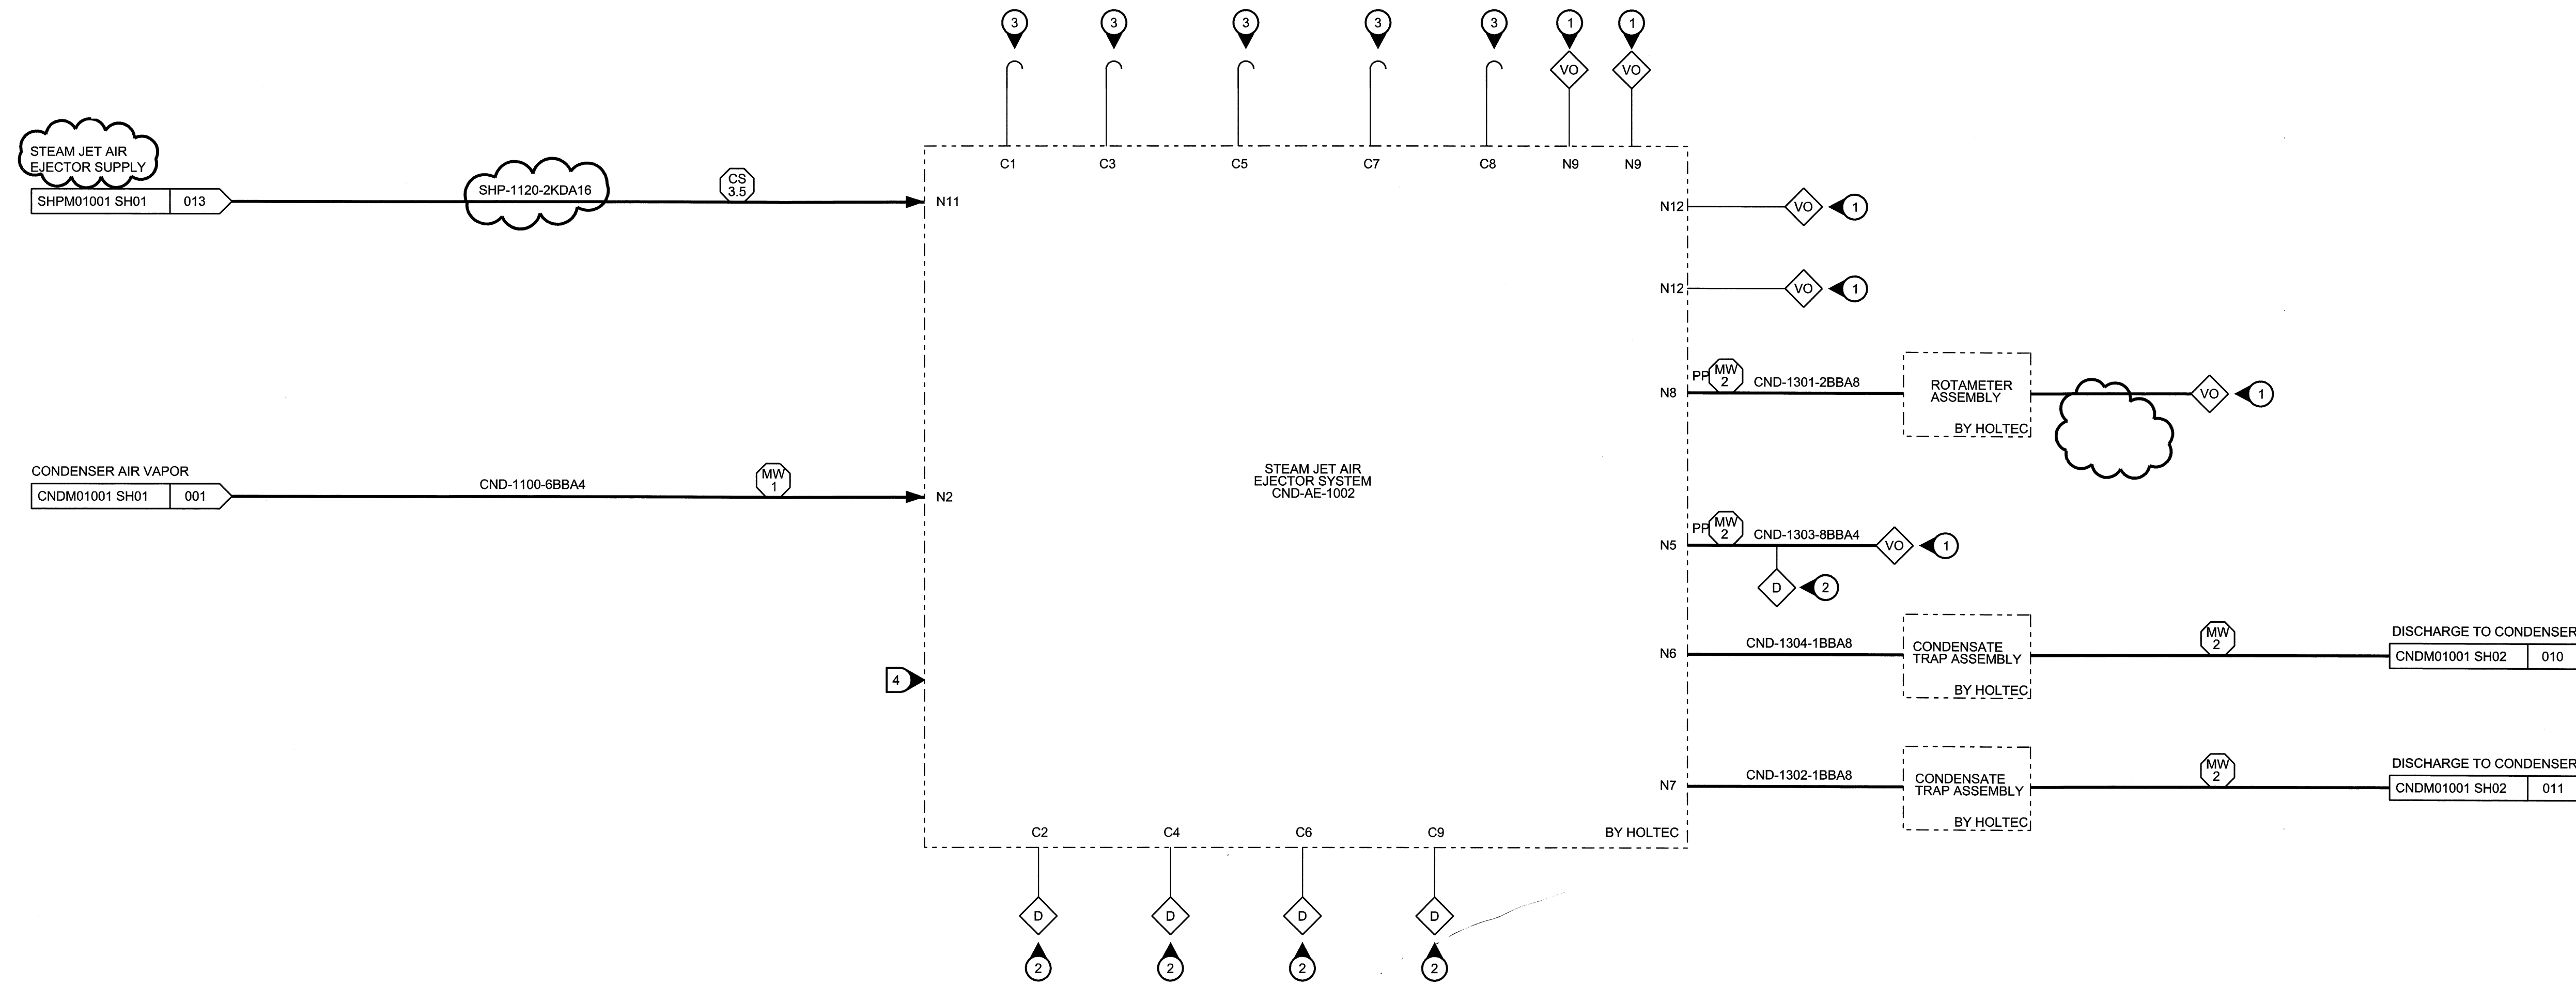 3 3 3 3 3 1 1
VO VO
STEAM JET AIR
EJECTOR SUPPLY
SHPM01001 SH01 013
SHP-1120-2KDA16
CS
3.5
C1 C3 C5 C7 C8 N9 N9
N11
N12 VO 1
N12 VO 1
PP MW
2
CND-1301-2BBA8
N8
ROTAMETER
ASSEMBLY
BY HOLTEC
VO 1
CONDENSER AIR VAPOR
CNDM01001 SH01 001
CND-1100-6BBA4
MW
1
N2
STEAM JET AIR
EJECTOR SYSTEM
CND-AE-1002
PP MW
2
CND-1303-8BBA4
N5 VO 1
D 2
4
N6
CND-1304-1BBA8
CONDENSATE
TRAP ASSEMBLY
BY HOLTEC
MW
2
DISCHARGE TO CONDENSER
CNDM01001 SH02 010
N7
CND-1302-1BBA8
CONDENSATE
TRAP ASSEMBLY
BY HOLTEC
MW
2
DISCHARGE TO CONDENSER
CNDM01001 SH02 011
C2 C4 C6 C9 BY HOLTEC
D D D D
2 2 2 2